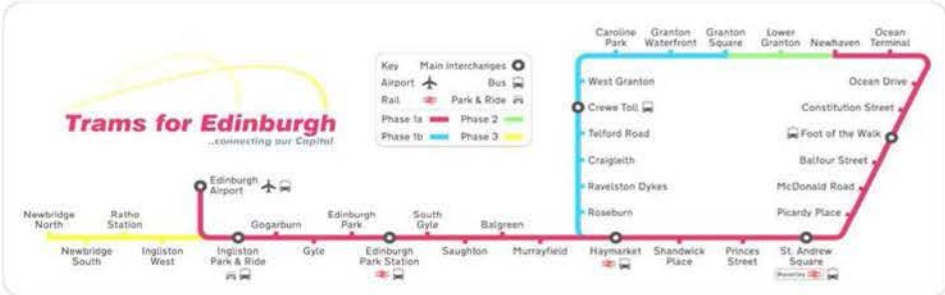 Trams for Edinburgh
...connecting our Capital
Key Main Interchanges
Airport Bus
Rail Park & Ride
Phase 1a Phase 2
Phase 1b Phase 3
Caroline
Park
Granton
Waterfront
Granton
Square
Lower
Granton
Newhaven
Ocean
Terminal
West Granton
Crewe Toll
Telford Road
Craigleith
Ravelston Dykes
Roseburn
Ocean Drive
Constitution Street
Foot of the Walk
Balfour Street
McDonald Road
Picardy Place
Edinburgh
Airport
Newbridge
North
Ratho
Station
Newbridge
South
Ingliston
West
Ingliston
Park & Ride
Gogarburn
Gyle
Edinburgh
Park
Edinburgh
Park Station
South
Gyle
Saughton
Balgreen
Murrayfield
Haymarket
Shandwick
Place
Princes
Street
St. Andrew
Square
Waverley